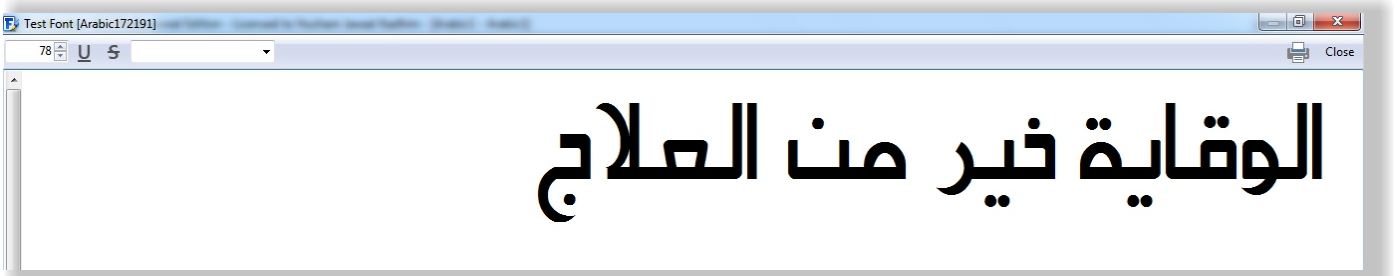 Test Font [Arabic172191]
78 U S
Close
الوقاية خير من العلاج